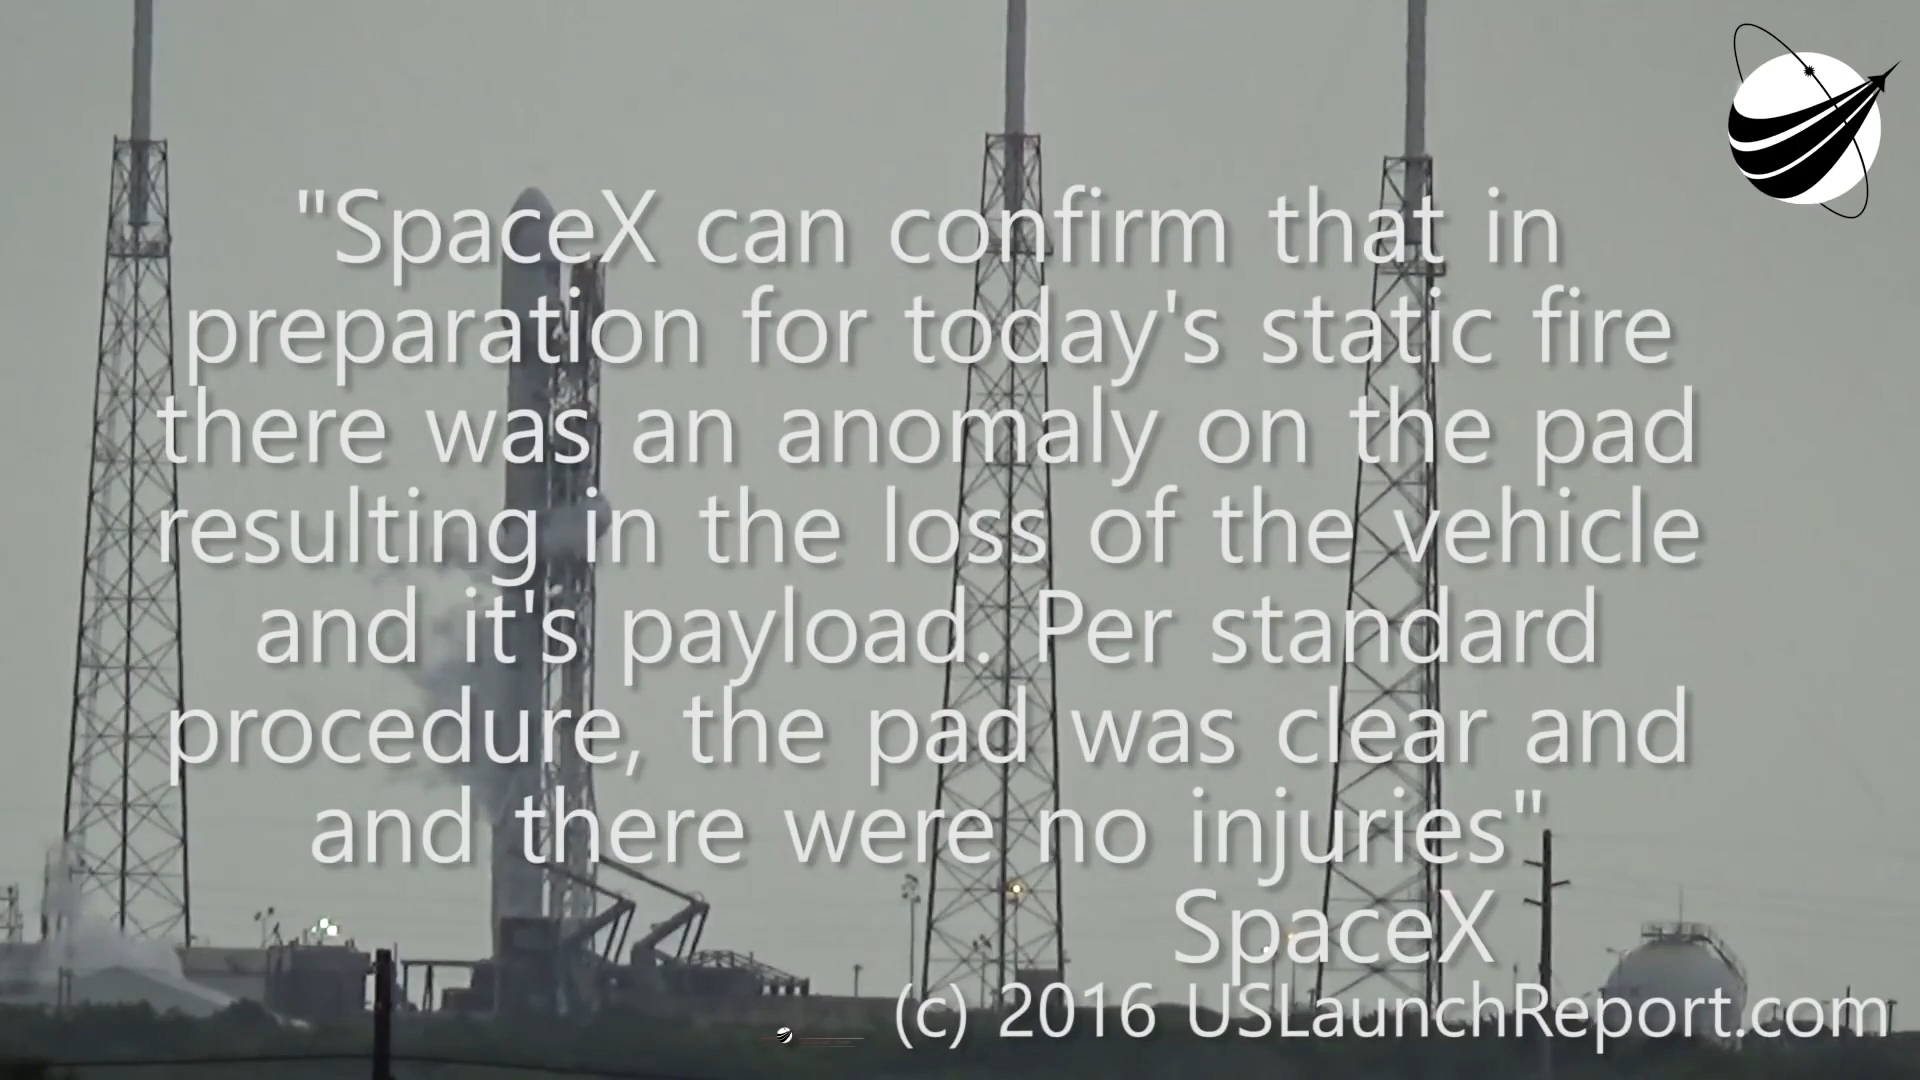 "SpaceX can confirm that in
preparation for today's static fire
there was an anomaly on the pad
resulting in the loss of the vehicle
and it's payload. Per standard
procedure, the pad was clear and
and there were no injuries"
SpaceX
(c) 2016 USLaunchReport.com